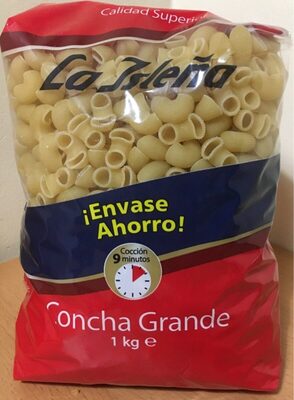 Calidad Superior
La Isleña
¡Envase
Ahorro!
Cocción
9 minutos
Concha Grande
1 kg e